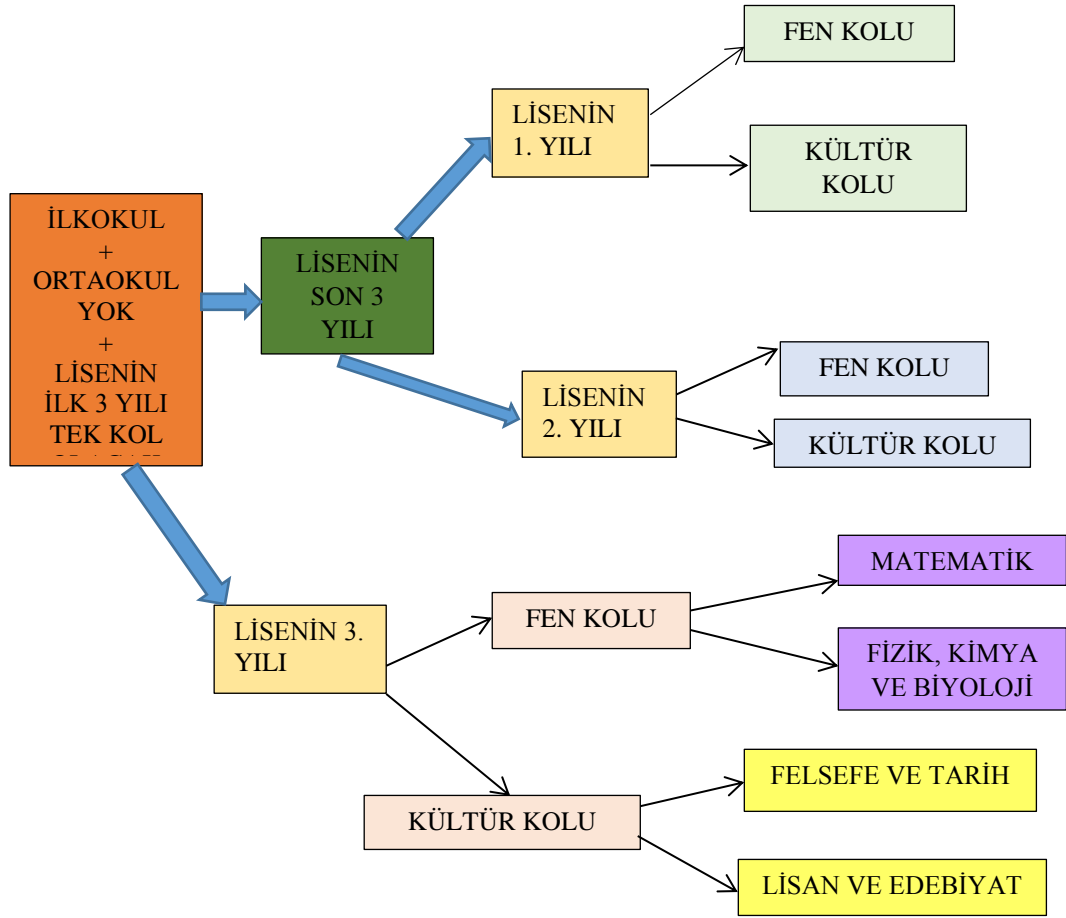 İLKOKUL
+
ORTAOKUL
YOK
+
LİSENİN
İLK 3 YILI
TEK KOL
LİSENİN
SON 3
YILI
LİSENİN
1. YILI
FEN KOLU
KÜLTÜR
KOLU
LİSENİN
2. YILI
FEN KOLU
KÜLTÜR KOLU
LİSENİN 3.
YILI
FEN KOLU
MATEMATİK
FİZİK, KİMYA
VE BİYOLOJİ
KÜLTÜR KOLU
FELSEFE VE TARİH
LİSAN VE EDEBİYAT